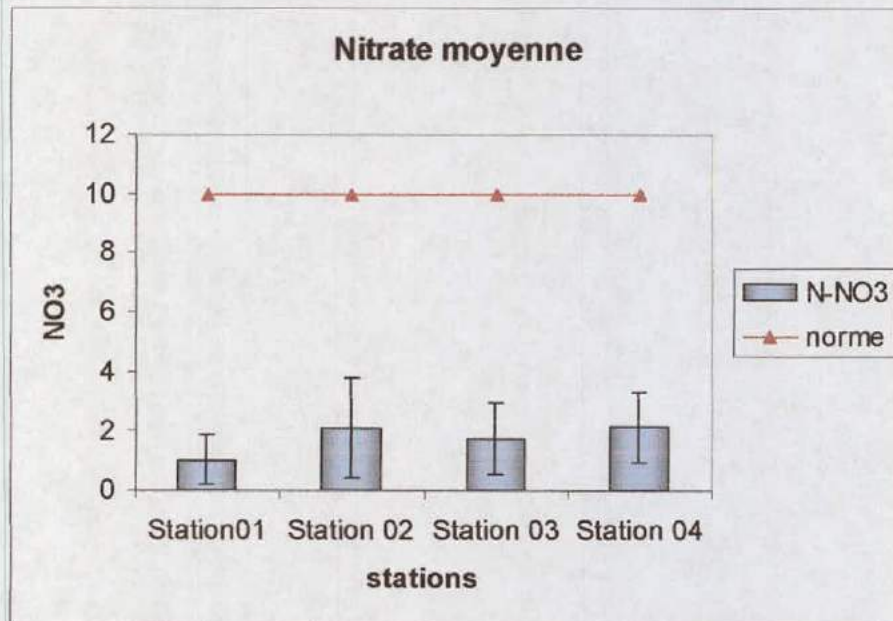 Nitrate moyenne
12
10
8
6
4
2
0
NO3
Station01 Station 02 Station 03 Station 04
stations
N-NO3
norme